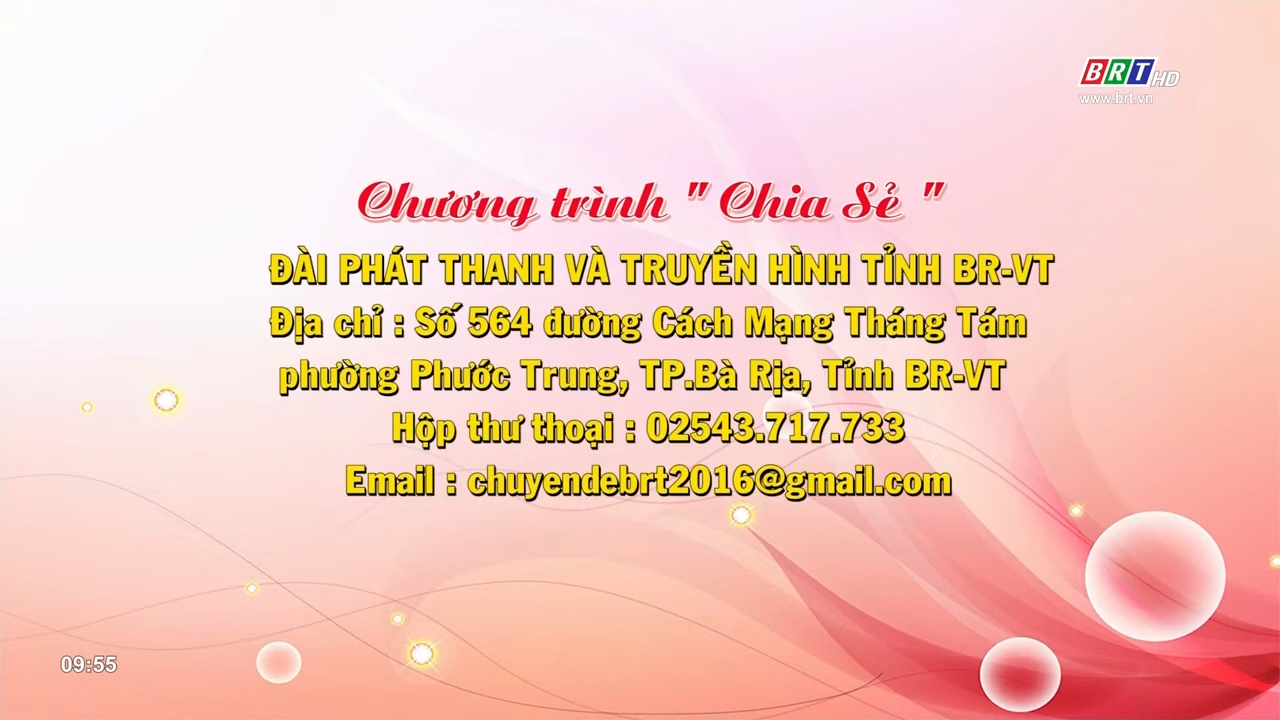 BRT HD
www.brt.vn
Chương trình " Chia Sẻ "
ĐÀI PHÁT THANH VÀ TRUYỀN HÌNH TỈNH BR-VT
Địa chỉ : Số 564 đường Cách Mạng Tháng Tám
phường Phước Trung, TP.Bà Rịa, Tỉnh BR-VT
Hộp thư thoại : 02543.717.733
Email : chuyendebrt2016@gmail.com
09:55